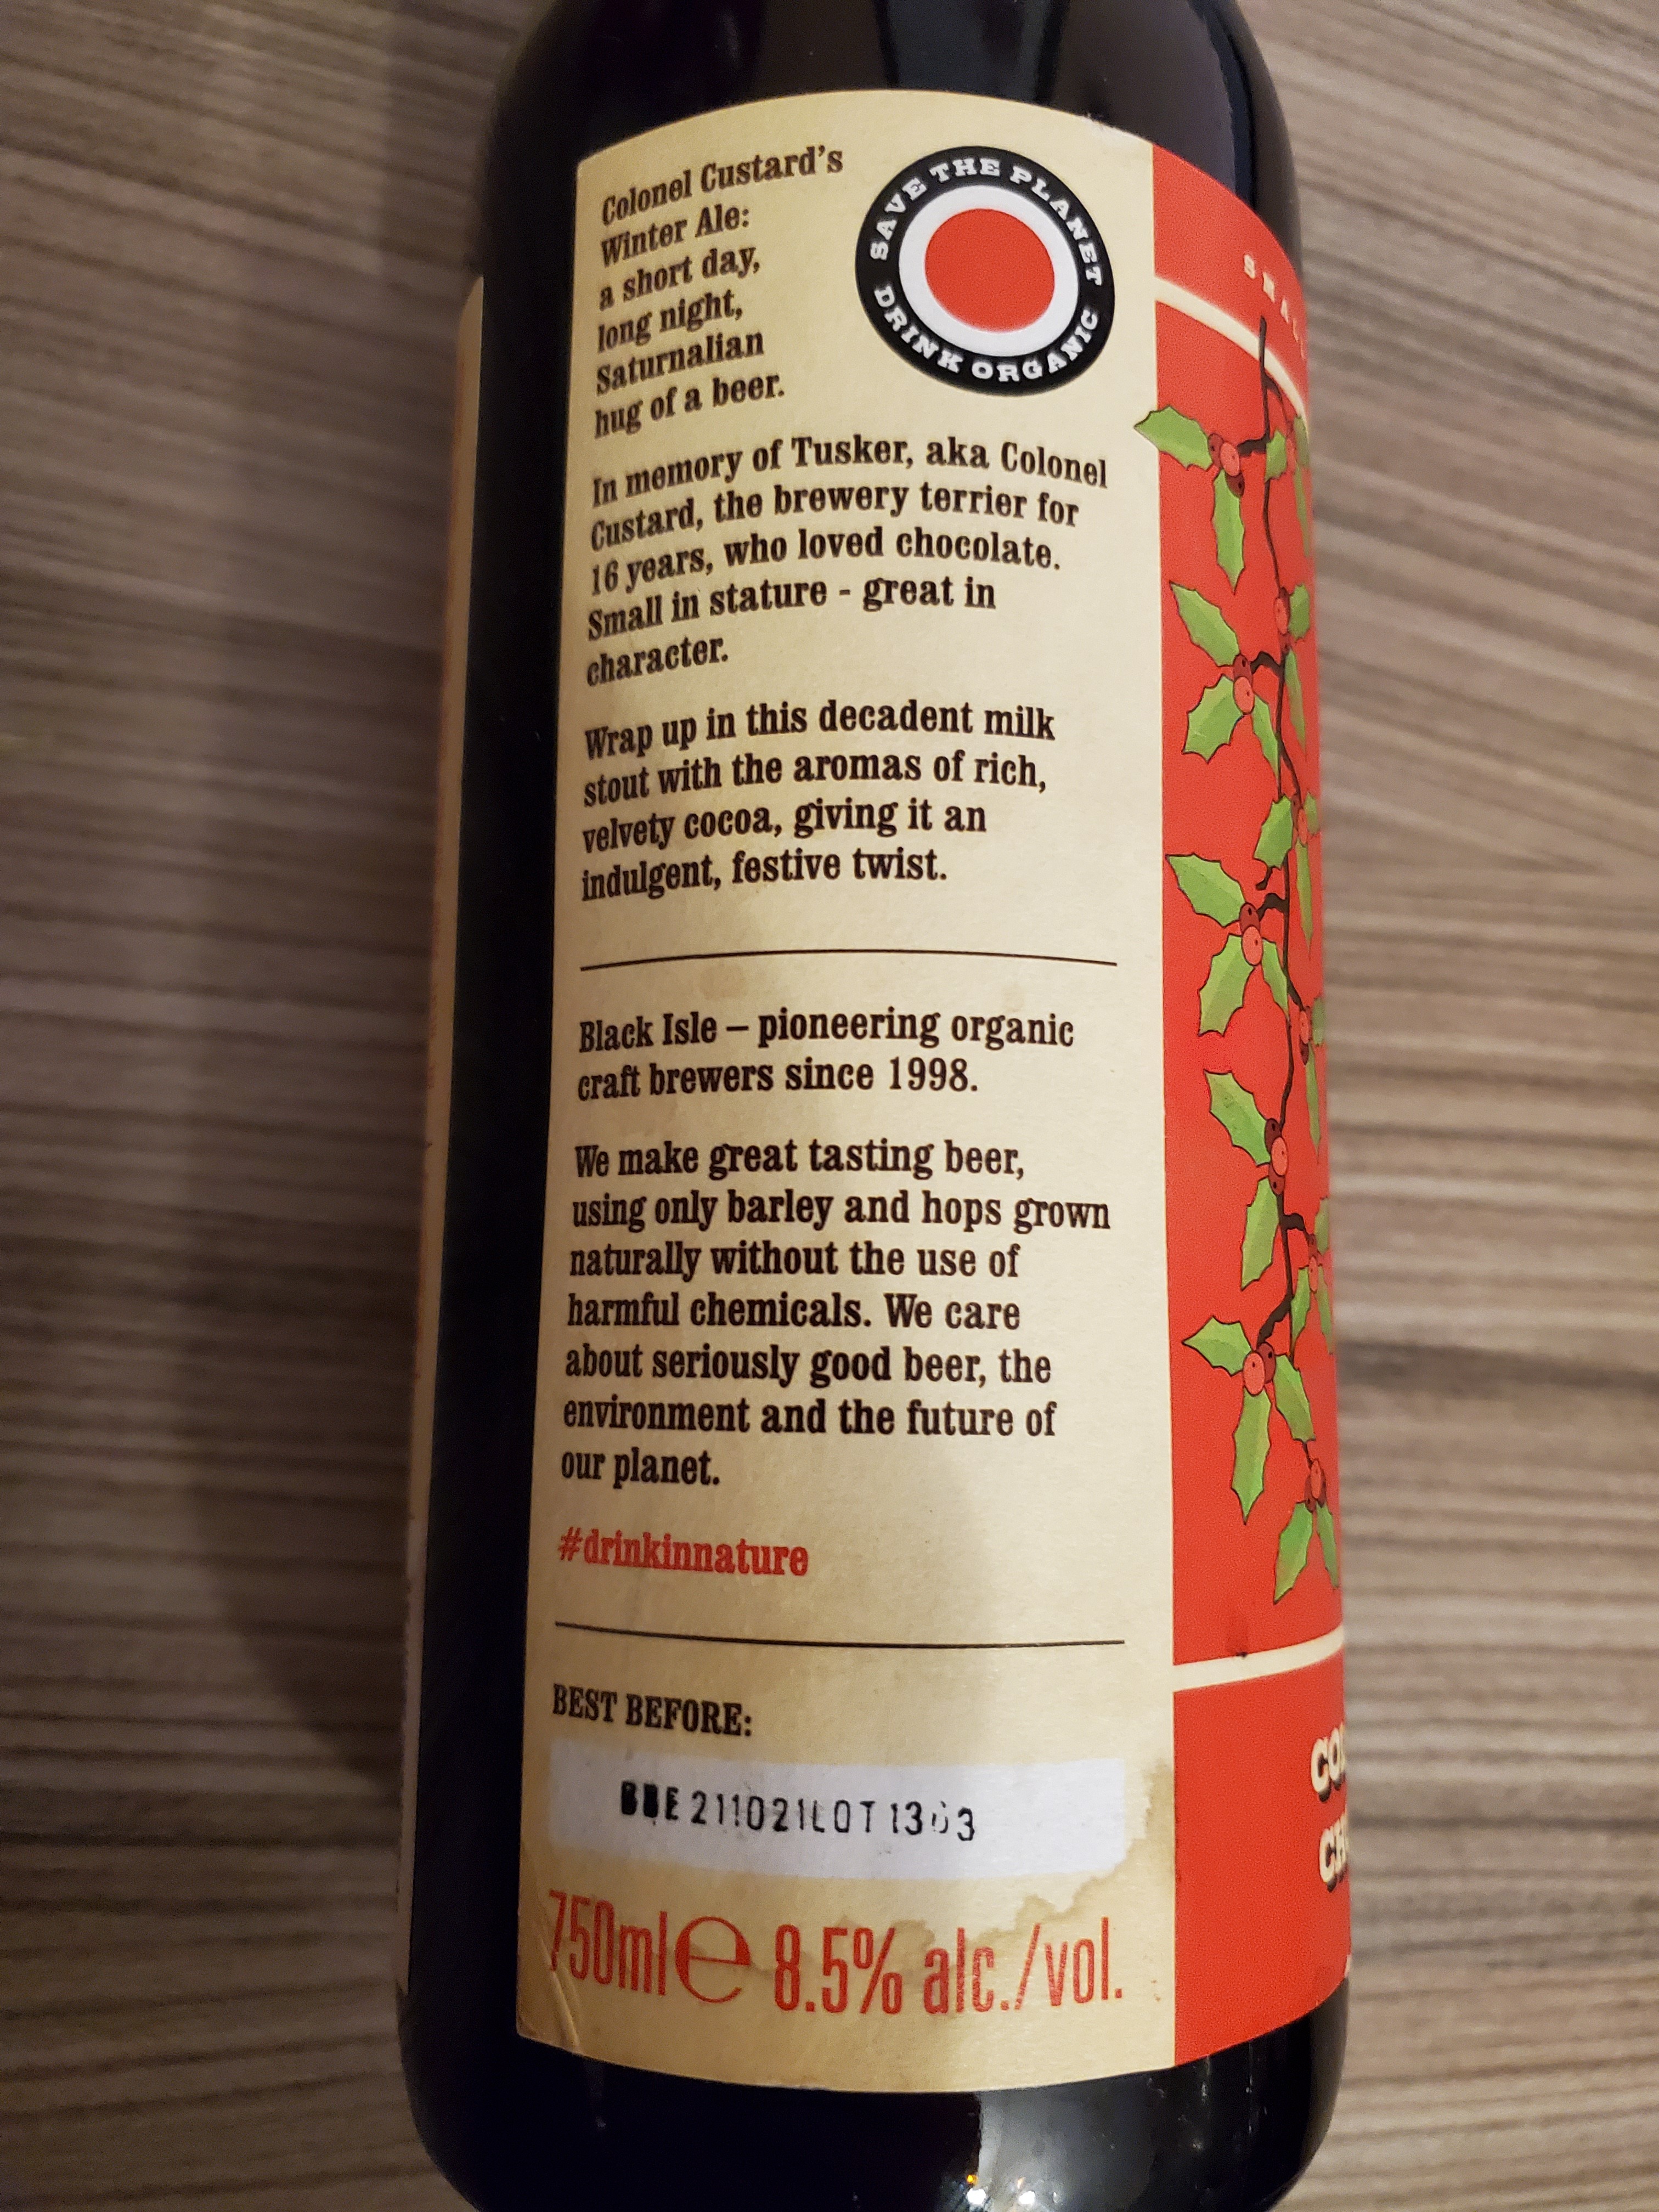 Colonel Custard's
Winter Ale:
a short day,
long night,
Saturnalian
hug of a beer.
SAVE THE PLANET
DRINK ORGANIC
In memory of Tusker, aka Colonel
Custard, the brewery terrier for
16 years, who loved chocolate.
Small in stature - great in
character.
Wrap up in this decadent milk
stout with the aromas of rich,
velvety cocoa, giving it an
indulgent, festive twist.
Black Isle – pioneering organic
craft brewers since 1998.
We make great tasting beer,
using only barley and hops grown
naturally without the use of
harmful chemicals. We care
about seriously good beer, the
environment and the future of
our planet.
#drinkinnature
BEST BEFORE:
BBE 211021LOT
750ml e 8.5% alc./vol.